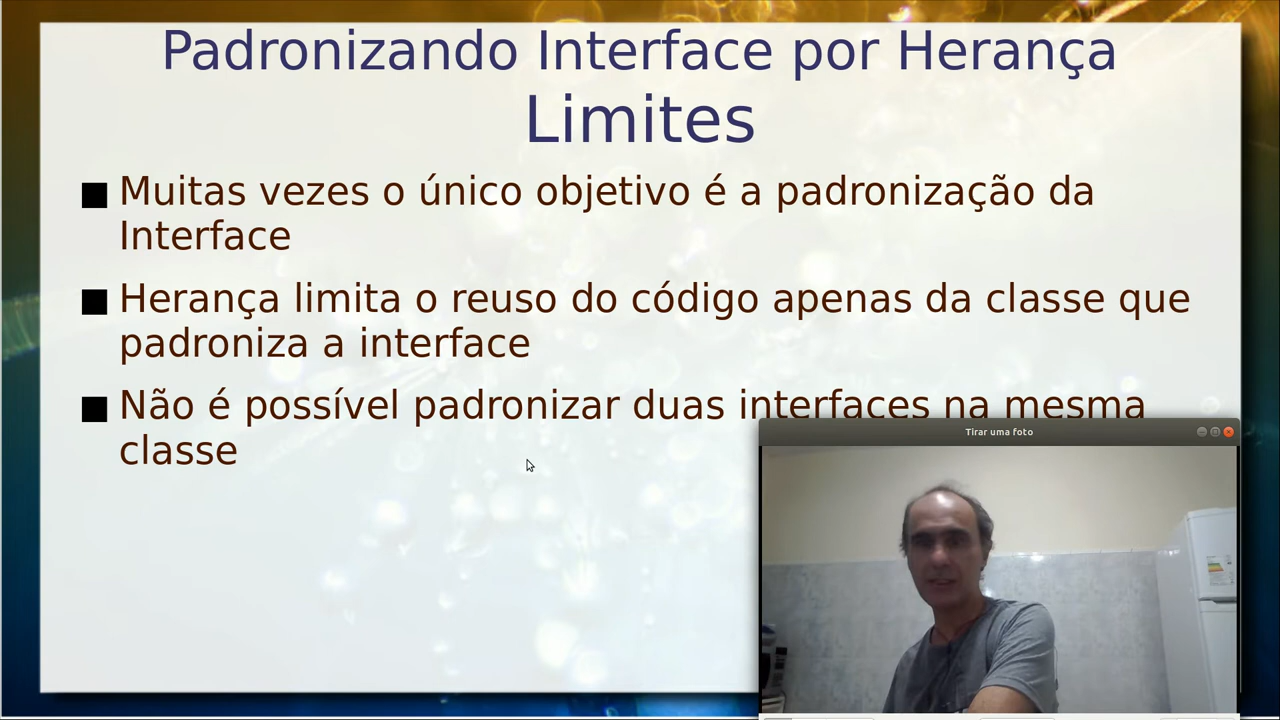 Padronizando Interface por Herança
Limites
■ Muitas vezes o único objetivo é a padronização da
Interface
■ Herança limita o reuso do código apenas da classe que
padroniza a interface
■ Não é possível padronizar duas interfaces na mesma
classe
Tirar uma foto